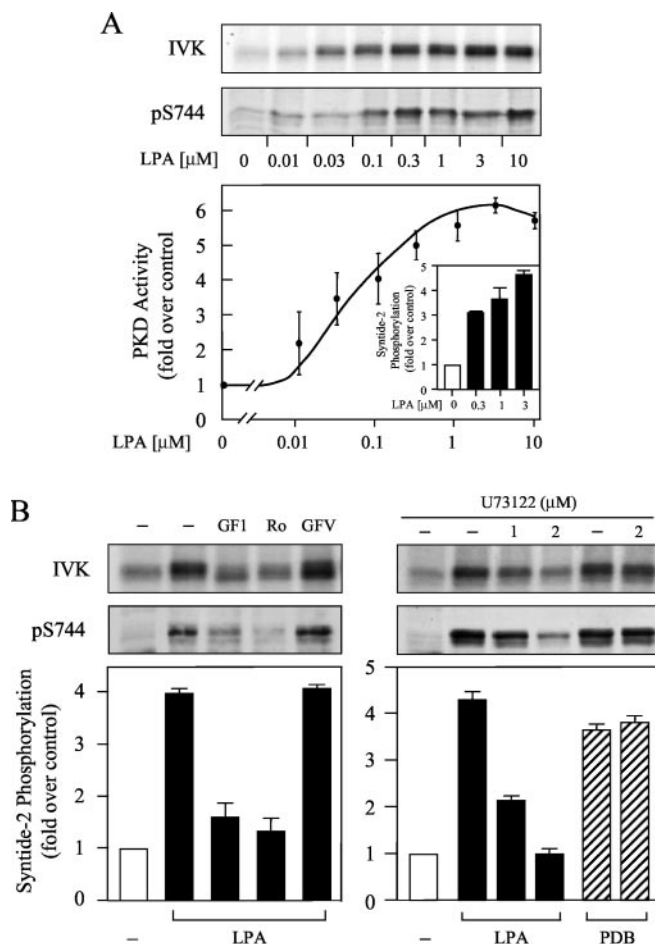 A
IVK
pS744
LPA [μM] 0 0.01 0.03 0.1 0.3 1 3 10
PKD Activity
(fold over control)
6
5
4
3
2
1
0
Syntide-2
Phosphorylation
(fold over control)
5
4
3
2
1
0
LPA [μM] 0 0.3 1 3
LPA [μM] 0 0.01 0.1 1 10
B
– – GF1 Ro GFV
IVK
pS744
Syntide-2 Phosphorylation
(fold over control)
4
3
2
1
0
– LPA
U73122 (μM)
– – 1 2 – 2
5
4
3
2
1
0
– LPA PDB